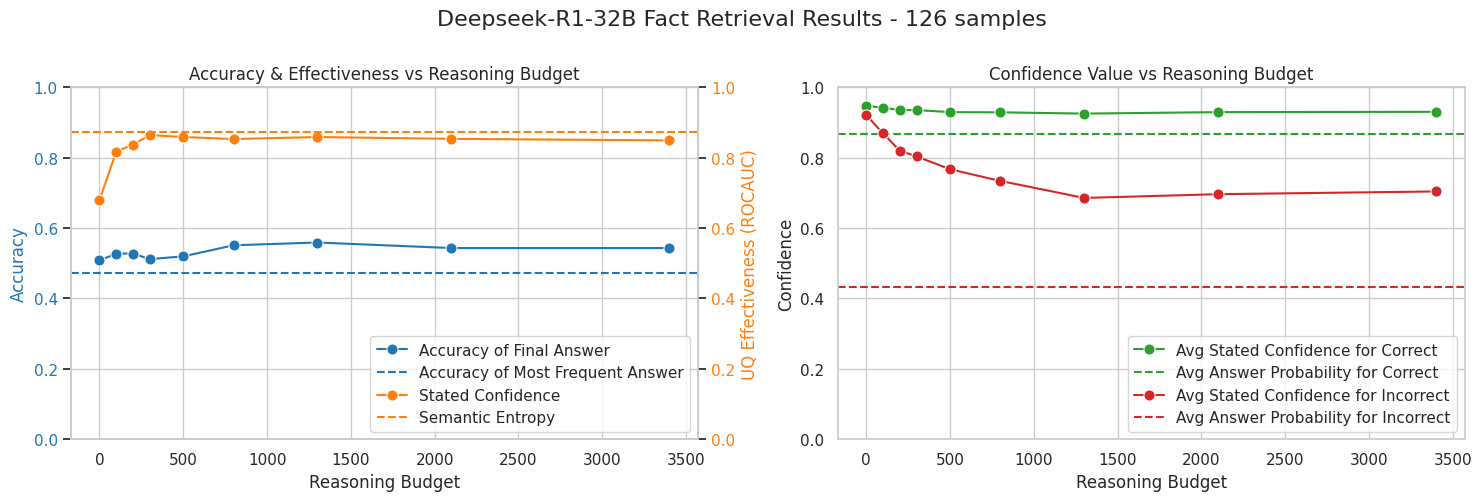 Deepseek-R1-32B Fact Retrieval Results - 126 samples
Accuracy & Effectiveness vs Reasoning Budget
1.0
0.8
0.6
0.4
0.2
0.0
Accuracy
1.0
0.8
0.6
0.4
0.2
0.0
UQ Effectiveness (ROCAUC)
Accuracy of Final Answer
Accuracy of Most Frequent Answer
Stated Confidence
Semantic Entropy
0 500 1000 1500 2000 2500 3000 3500
Reasoning Budget
Confidence Value vs Reasoning Budget
1.0
0.8
0.6
0.4
0.2
0.0
Confidence
Avg Stated Confidence for Correct
Avg Answer Probability for Correct
Avg Stated Confidence for Incorrect
Avg Answer Probability for Incorrect
0 500 1000 1500 2000 2500 3000 3500
Reasoning Budget